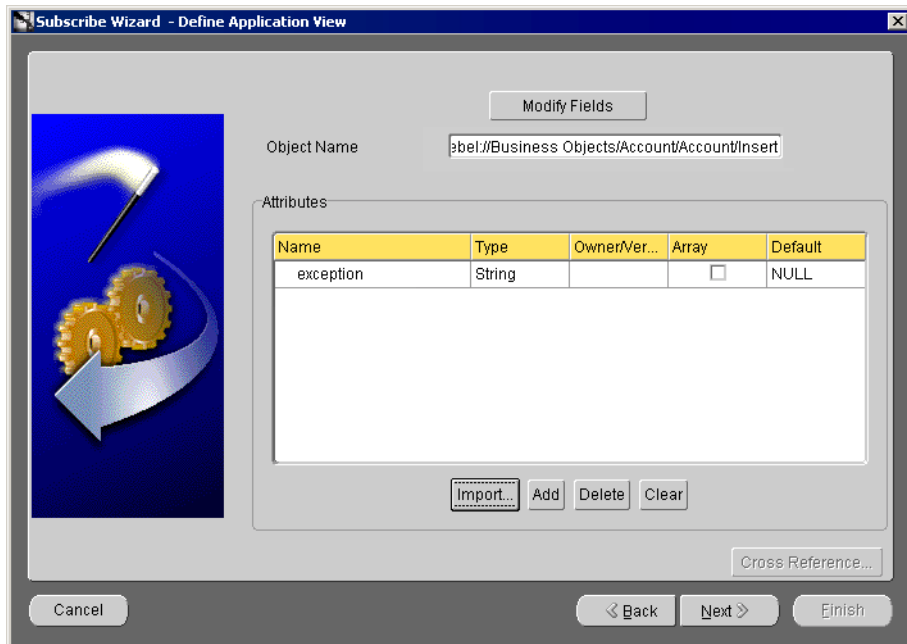 Subscribe Wizard - Define Application View
Modify Fields
Object Name
ebel://Business Objects/Account/Account/Insert
Attributes
Name Type Owner/Ver... Array Default
exception String NULL
Import... Add Delete Clear
Cross Reference...
Cancel Back Next Finish